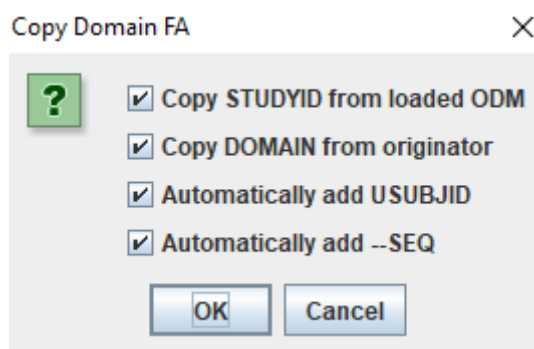 Copy Domain FA
?
Copy STUDYID from loaded ODM
Copy DOMAIN from originator
Automatically add USUBJID
Automatically add --SEQ
OK Cancel